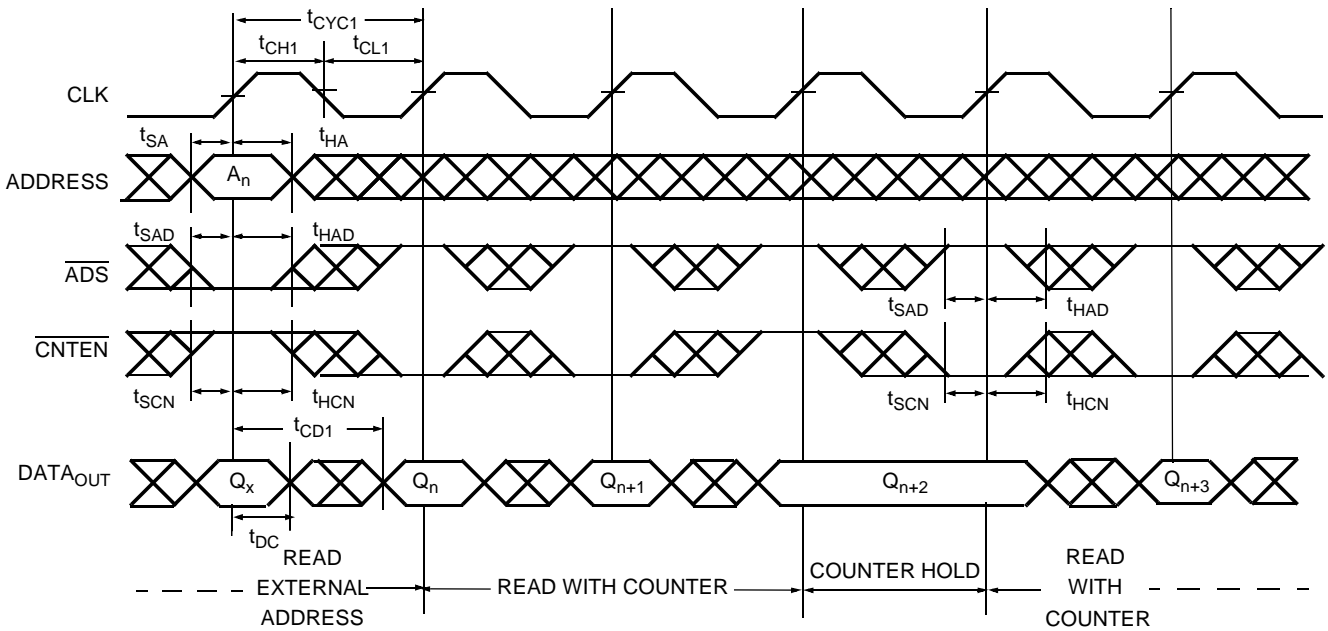 tCYC1
tCH1 tCL1
CLK
tSA tHA
ADDRESS An
tSAD tHAD
ADS
tSAD tHAD
CNTEN
tSCN tHCN tSCN tHCN
tCD1
DATAOUT Qx Qn Qn+1 Qn+2 Qn+3
tDC
READ EXTERNAL ADDRESS
READ WITH COUNTER
COUNTER HOLD
READ WITH COUNTER